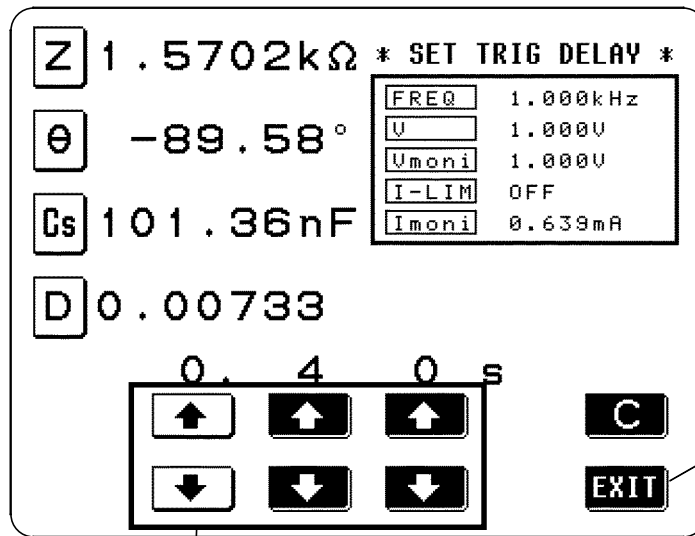 Z 1.5702kΩ
* SET TRIG DELAY *
FREQ 1.000kHz
V 1.000V
Vmoni 1.000V
I-LIM OFF
Imoni 0.639mA
θ -89.58°
Cs 101.36nF
D 0.00733
0. 4 0 s
C
EXIT